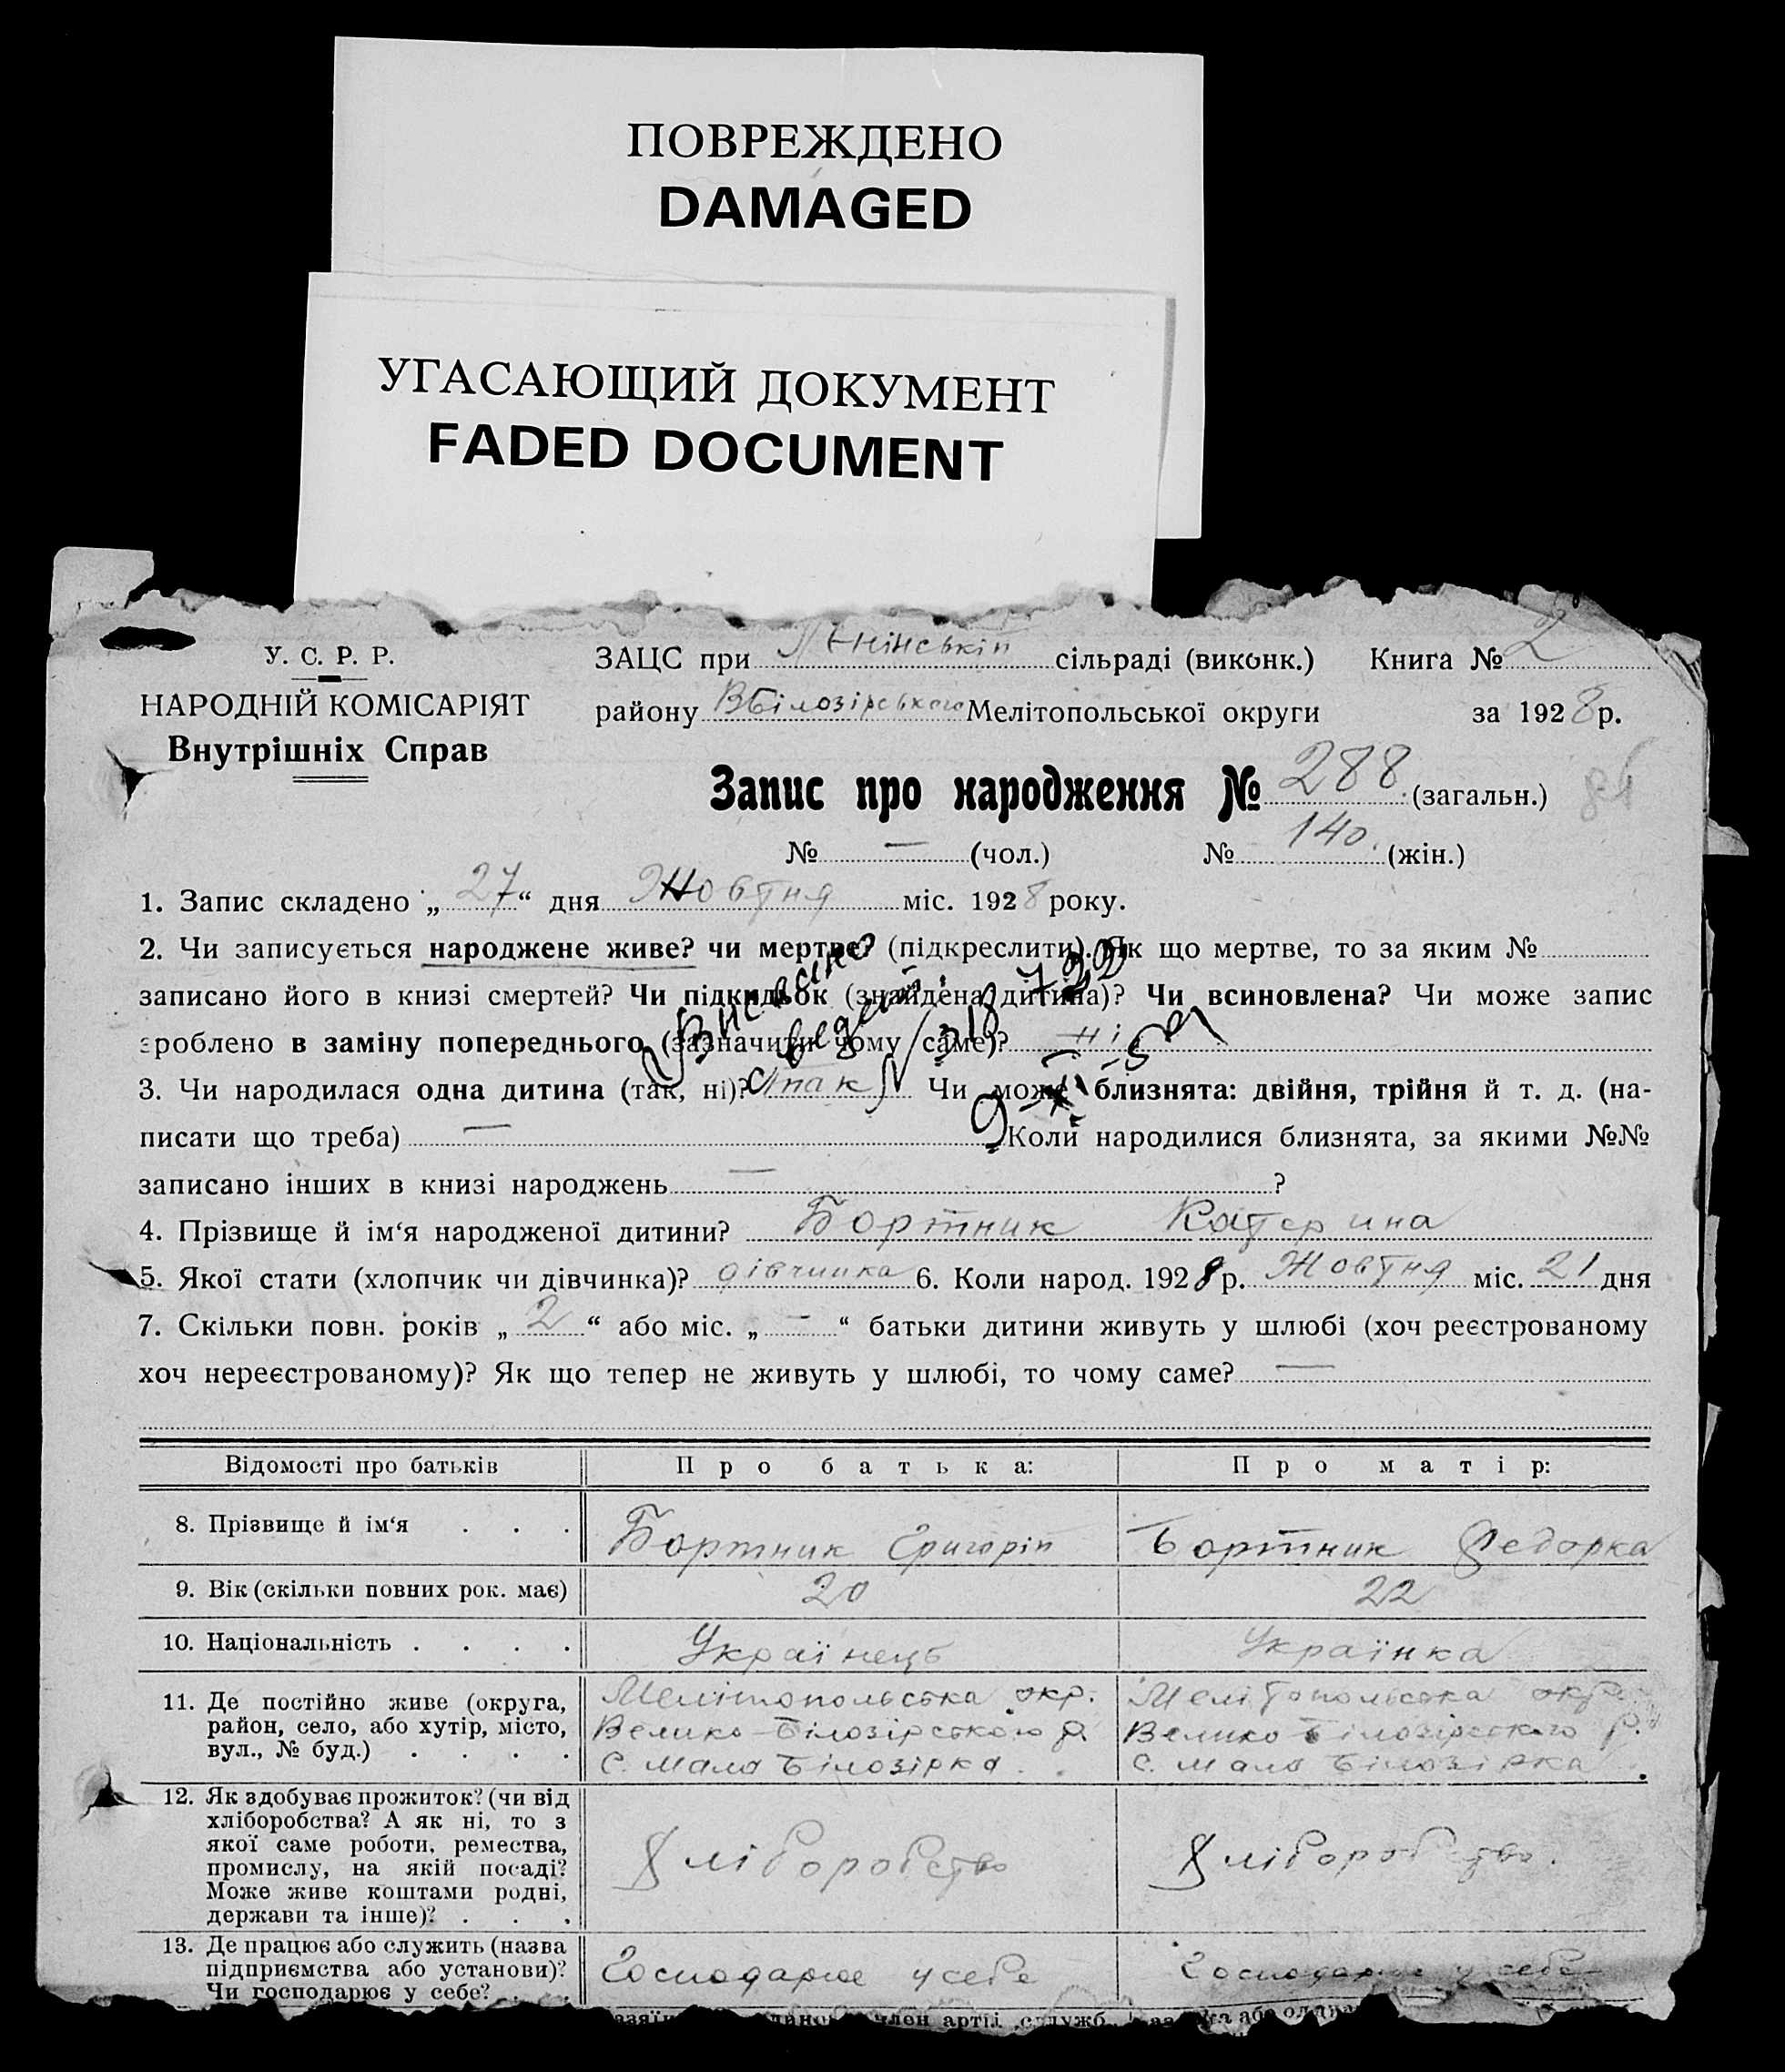 ПОВРЕЖДЕНО
DAMAGED
УГАСАЮЩИЙ ДОКУМЕНТ
FADED DOCUMENT
У. С. Р. Р.
НАРОДНІЙ КОМІСАРІЯТ
Внутрішніх Справ
ЗАЦС при Ленінській сільраді (виконк.) Книга № 2
району ВБілозірського Мелітопольської округи за 1928 р.
Запис про народження № 288. (загальн.)
№ — (чол.) № 140. (жін.)
1. Запис складено „27“ дня Жовтня міс. 1928 року.
2. Чи записується народжене живе? чи мертве? (підкреслити). Як що мертве, то за яким №
записано його в книзі смертей? Чи підкидьок (знайдена дитина)? Чи всиновлена? Чи може запис
зроблено в заміну попереднього (зазначити чому саме)? ні
3. Чи народилася одна дитина (так, ні)? так Чи може близнята: двійня, трійня й т. д. (на-
писати що треба) — Коли народилися близнята, за якими №№
записано інших в книзі народжень — ?
4. Прізвище й ім‘я народженої дитини? Бортник Катерина
5. Якої стати (хлопчик чи дівчинка)? дівчинка 6. Коли народ. 1928 р. Жовтня міс. 21 дня
7. Скільки повн. років „2“ або міс. „—“ батьки дитини живуть у шлюбі (хоч реєстрованому
хоч нереєстрованому)? Як що тепер не живуть у шлюбі, то чому саме? —
Відомості про батьків Про батька: Про матір:
8. Прізвище й ім‘я . . . Бортник Григорій Бортник Федорка
9. Вік (скільки повних рок. має) 20 22
10. Національність . . . . Українець Українка
11. Де постійно живе (округа,
район, село, або хутір, місто,
вул., № буд.) . . . .
Мелітопольська окр.
Велико-Білозірського р.
с. Мала Білозірка.
Мелітопольська окр.
Велико Білозірського р.
с. Мала Білозірка.
12. Як здобуває прожиток? (чи від
хліборобства? А як ні, то з
якої саме роботи, ремества,
промислу, на якій посаді?
Може живе коштами родні,
держави та інше)? . . .
Хліборобство
Хліборобство.
13. Де працює або служить (назва
підприємства або установи)?
Чи господарює у себе? . .
Господарює у себе
Господарює у себе